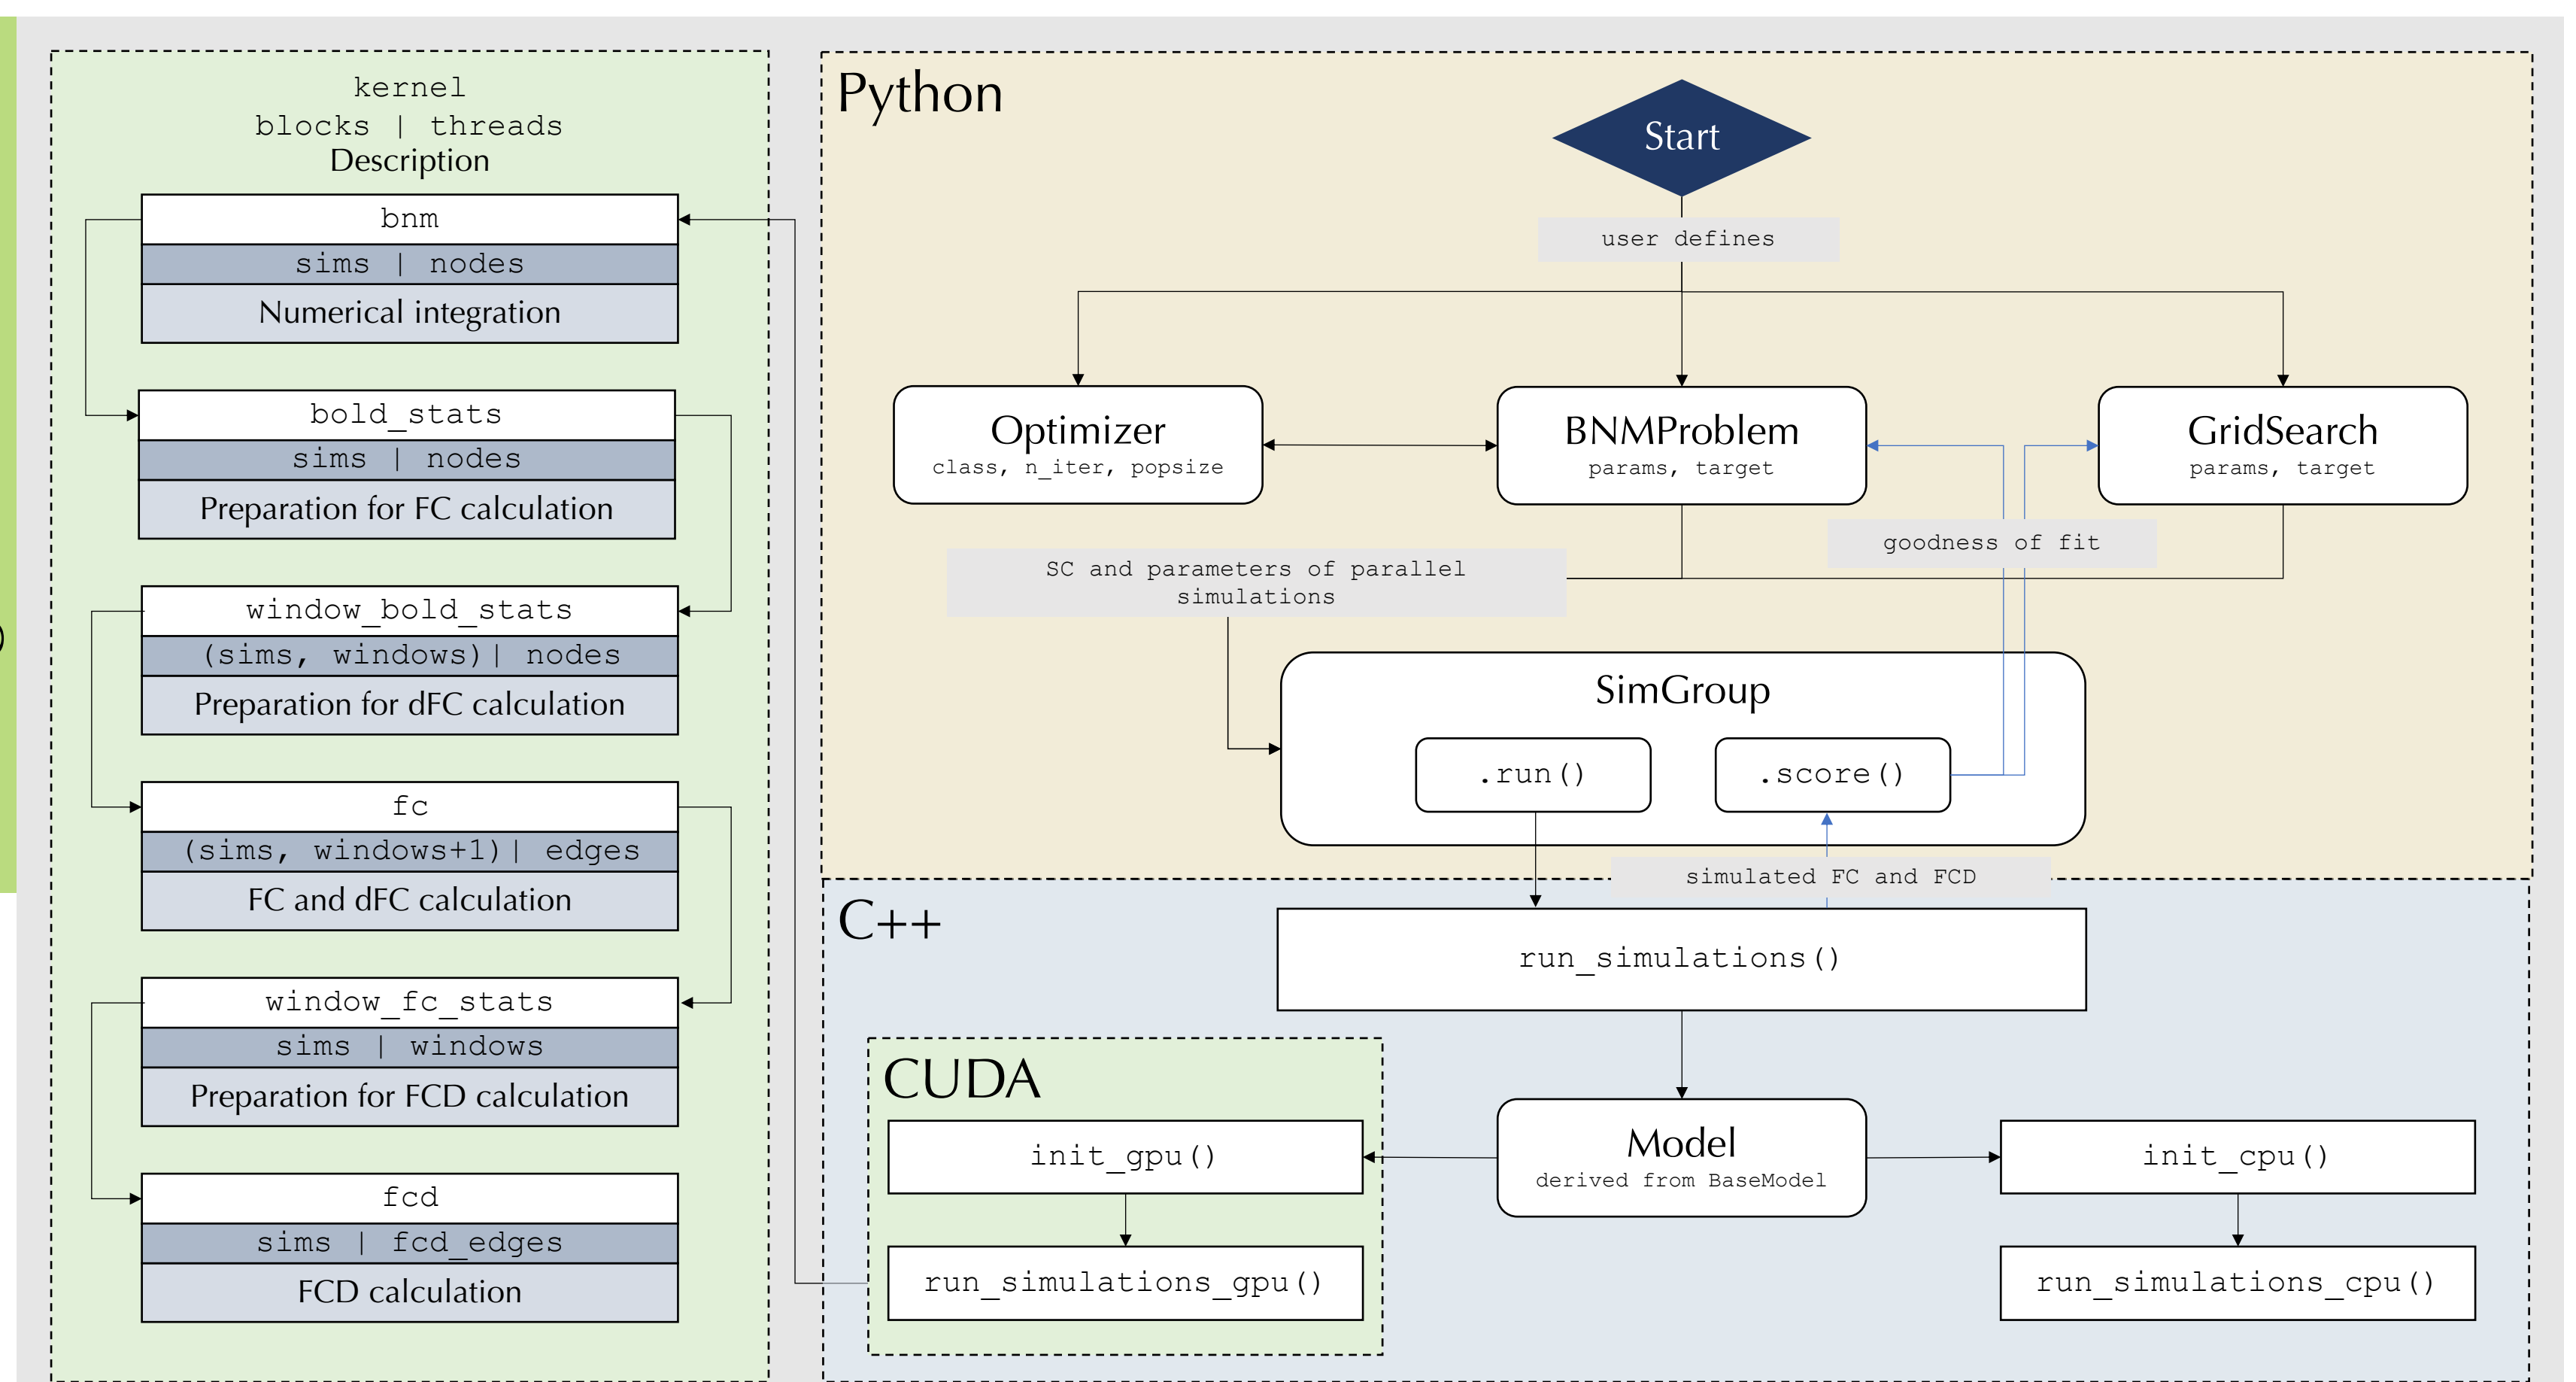 kernel
blocks | threads
Description
bnm
sims | nodes
Numerical integration
bold_stats
sims | nodes
Preparation for FC calculation
window_bold_stats
(sims, windows)| nodes
Preparation for dFC calculation
fc
(sims, windows+1)| edges
FC and dFC calculation
window_fc_stats
sims | windows
Preparation for FCD calculation
fcd
sims | fcd_edges
FCD calculation
Python
Start
user defines
Optimizer
class, n_iter, popsize
BNMProblem
params, target
GridSearch
params, target
goodness of fit
SC and parameters of parallel
simulations
SimGroup
.run()
.score()
simulated FC and FCD
C++
run_simulations()
CUDA
init_gpu()
run_simulations_gpu()
Model
derived from BaseModel
init_cpu()
run_simulations_cpu()